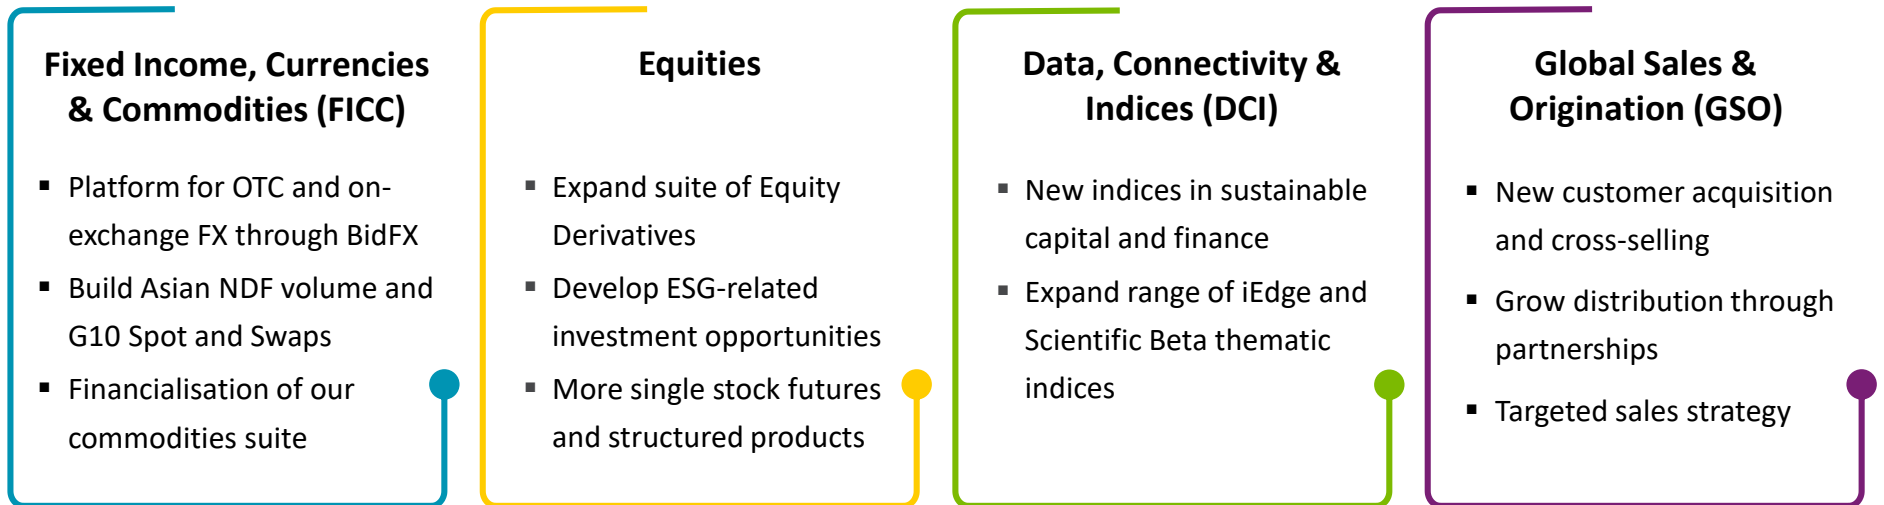 Fixed Income, Currencies
& Commodities (FICC)
▪ Platform for OTC and on-
exchange FX through BidFX
▪ Build Asian NDF volume and
G10 Spot and Swaps
▪ Financialisation of our
commodities suite
Equities
▪ Expand suite of Equity
Derivatives
▪ Develop ESG-related
investment opportunities
▪ More single stock futures
and structured products
Data, Connectivity &
Indices (DCI)
▪ New indices in sustainable
capital and finance
▪ Expand range of iEdge and
Scientific Beta thematic
indices
Global Sales &
Origination (GSO)
▪ New customer acquisition
and cross-selling
▪ Grow distribution through
partnerships
▪ Targeted sales strategy